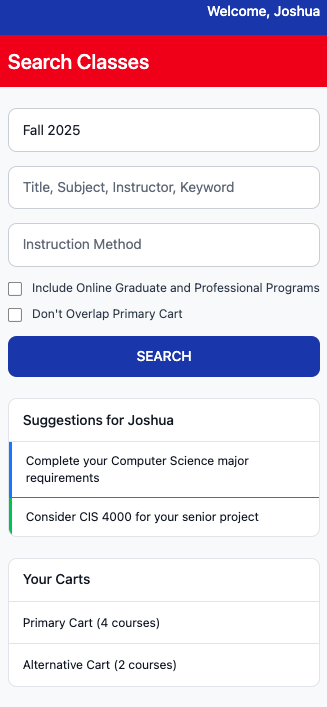 Welcome, Joshua
Search Classes
Fall 2025
Title, Subject, Instructor, Keyword
Instruction Method
Include Online Graduate and Professional Programs
Don't Overlap Primary Cart
SEARCH
Suggestions for Joshua
Complete your Computer Science major
requirements
Consider CIS 4000 for your senior project
Your Carts
Primary Cart (4 courses)
Alternative Cart (2 courses)